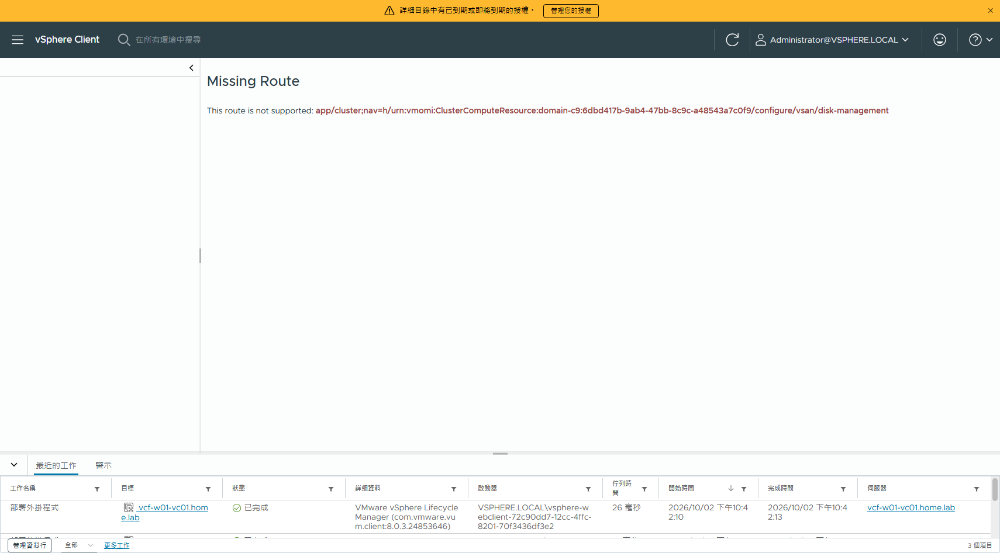 詳細目錄中有已到期或即將到期的授權。 管理您的授權
vSphere Client 在所有環境中搜尋 Administrator@VSPHERE.LOCAL
Missing Route
This route is not supported: app/cluster;nav=h/urn:vmomi:ClusterComputeResource:domain-c9:6dbd417b-9ab4-47bb-8c9c-a48543a7c0f9/configure/vsan/disk-management
最近的工作 警示
工作名稱 目標 狀態 詳細資料 啟動器 佇列時間 開始時間 完成時間 伺服器
部署外掛程式 vcf-w01-vc01.home.lab 已完成 VMware vSphere Lifecycle Manager (com.vmware.vum.client:8.0.3.24853646) VSPHERE.LOCAL\vsphere-webclient-72c90dd7-12cc-4ffc-8201-70f3436df3e2 26 毫秒 2026/10/02 下午10:42:10 2026/10/02 下午10:42:13 vcf-w01-vc01.home.lab
管理資料行 全部 更多工作 3 個項目